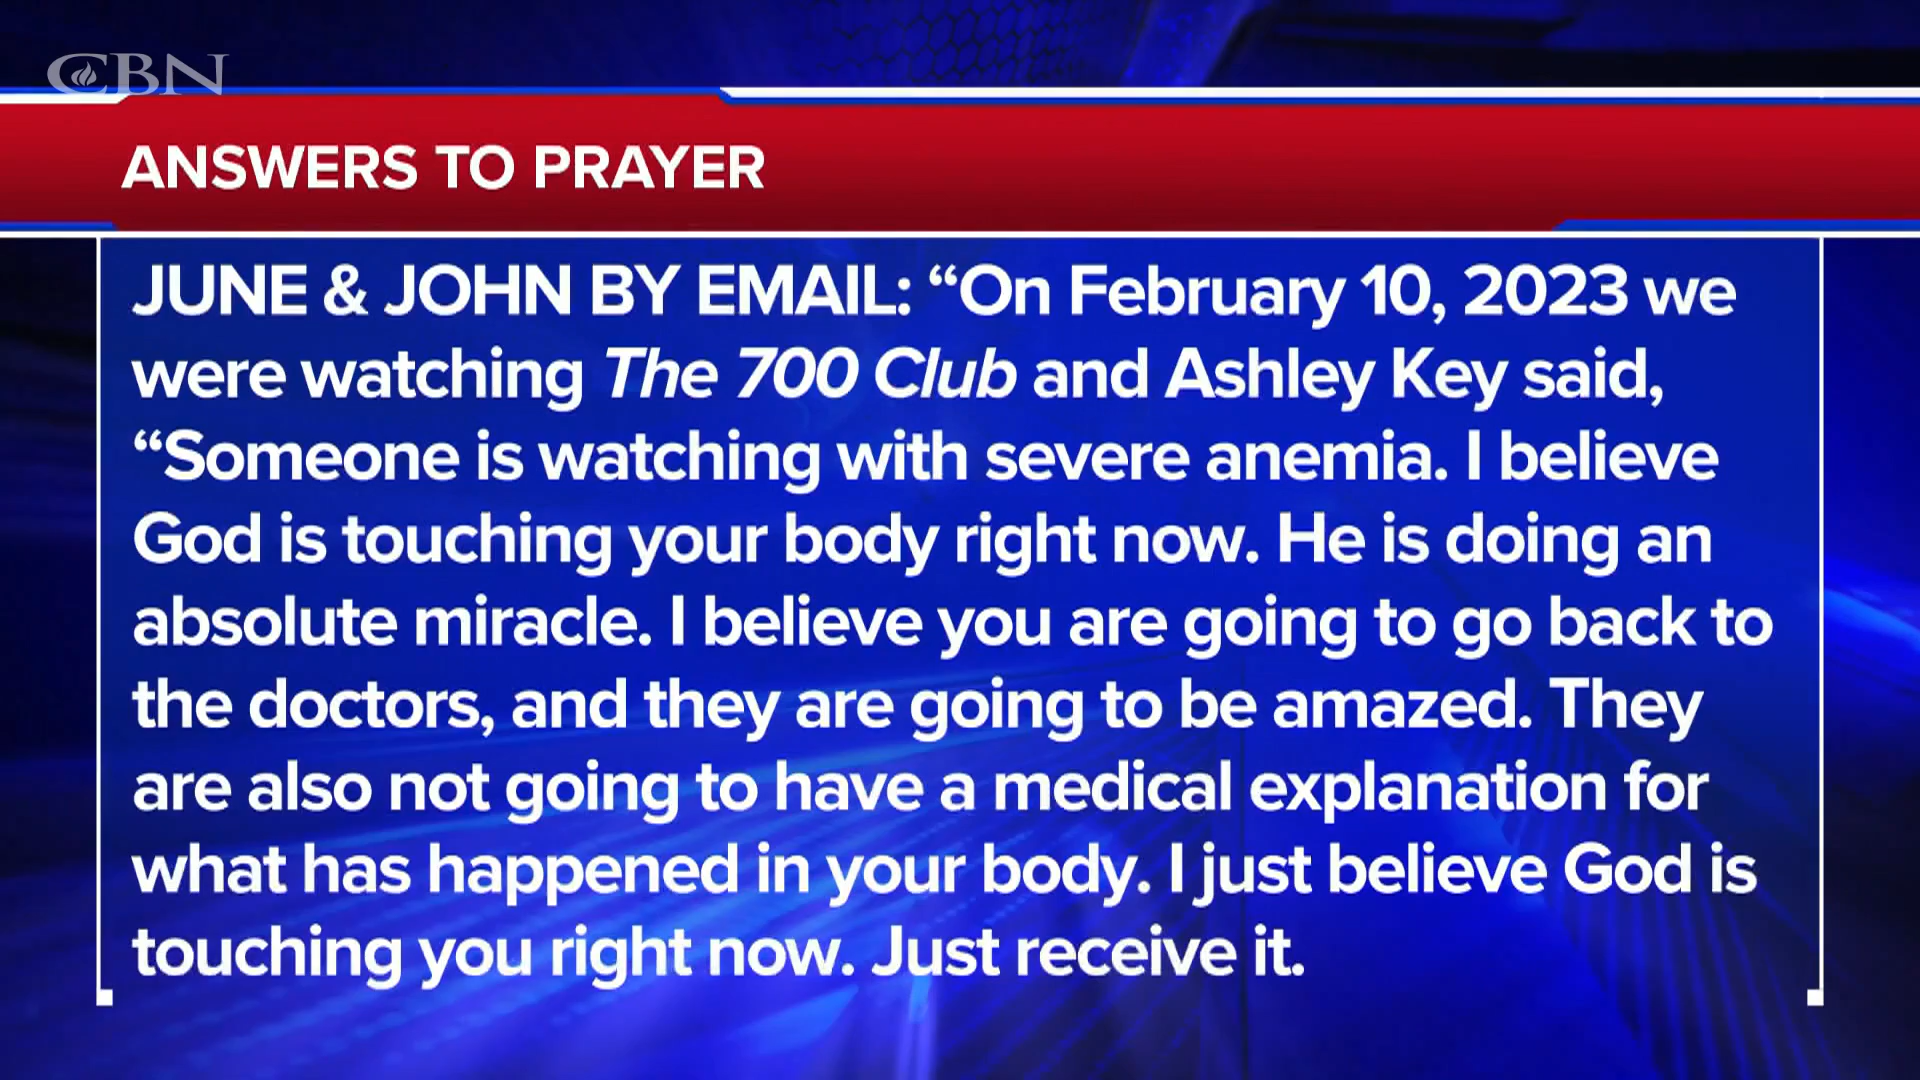 CBN
ANSWERS TO PRAYER
JUNE & JOHN BY EMAIL: “On February 10, 2023 we
were watching The 700 Club and Ashley Key said,
“Someone is watching with severe anemia. I believe
God is touching your body right now. He is doing an
absolute miracle. I believe you are going to go back to
the doctors, and they are going to be amazed. They
are also not going to have a medical explanation for
what has happened in your body. I just believe God is
touching you right now. Just receive it.